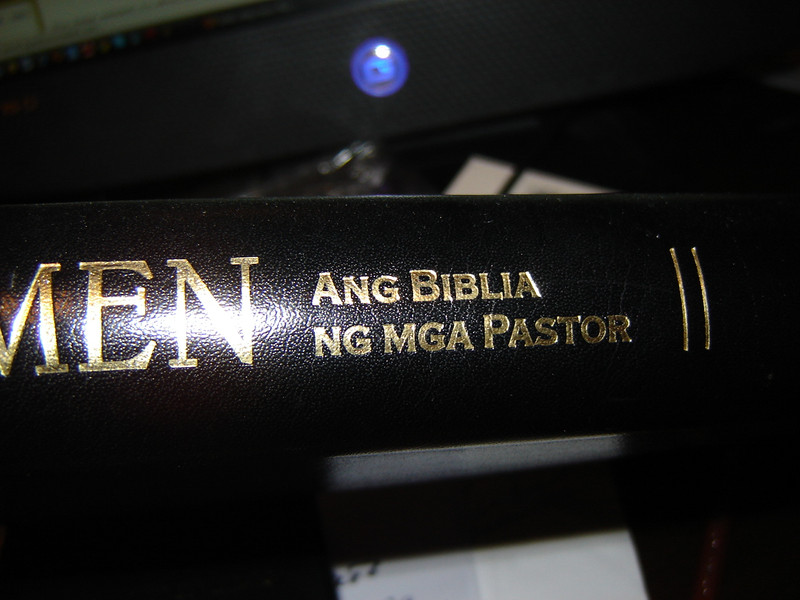 MEN
ANG BIBLIA
NG MGA PASTOR